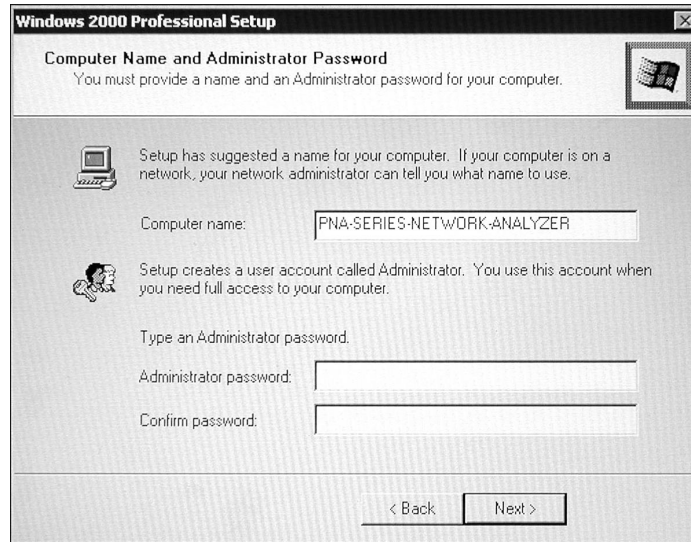 Windows 2000 Professional Setup
Computer Name and Administrator Password
You must provide a name and an Administrator password for your computer.
Setup has suggested a name for your computer. If your computer is on a
network, your network administrator can tell you what name to use.
Computer name:
PNA-SERIES-NETWORK-ANALYZER
Setup creates a user account called Administrator. You use this account when
you need full access to your computer.
Type an Administrator password.
Administrator password:
Confirm password:
< Back
Next >